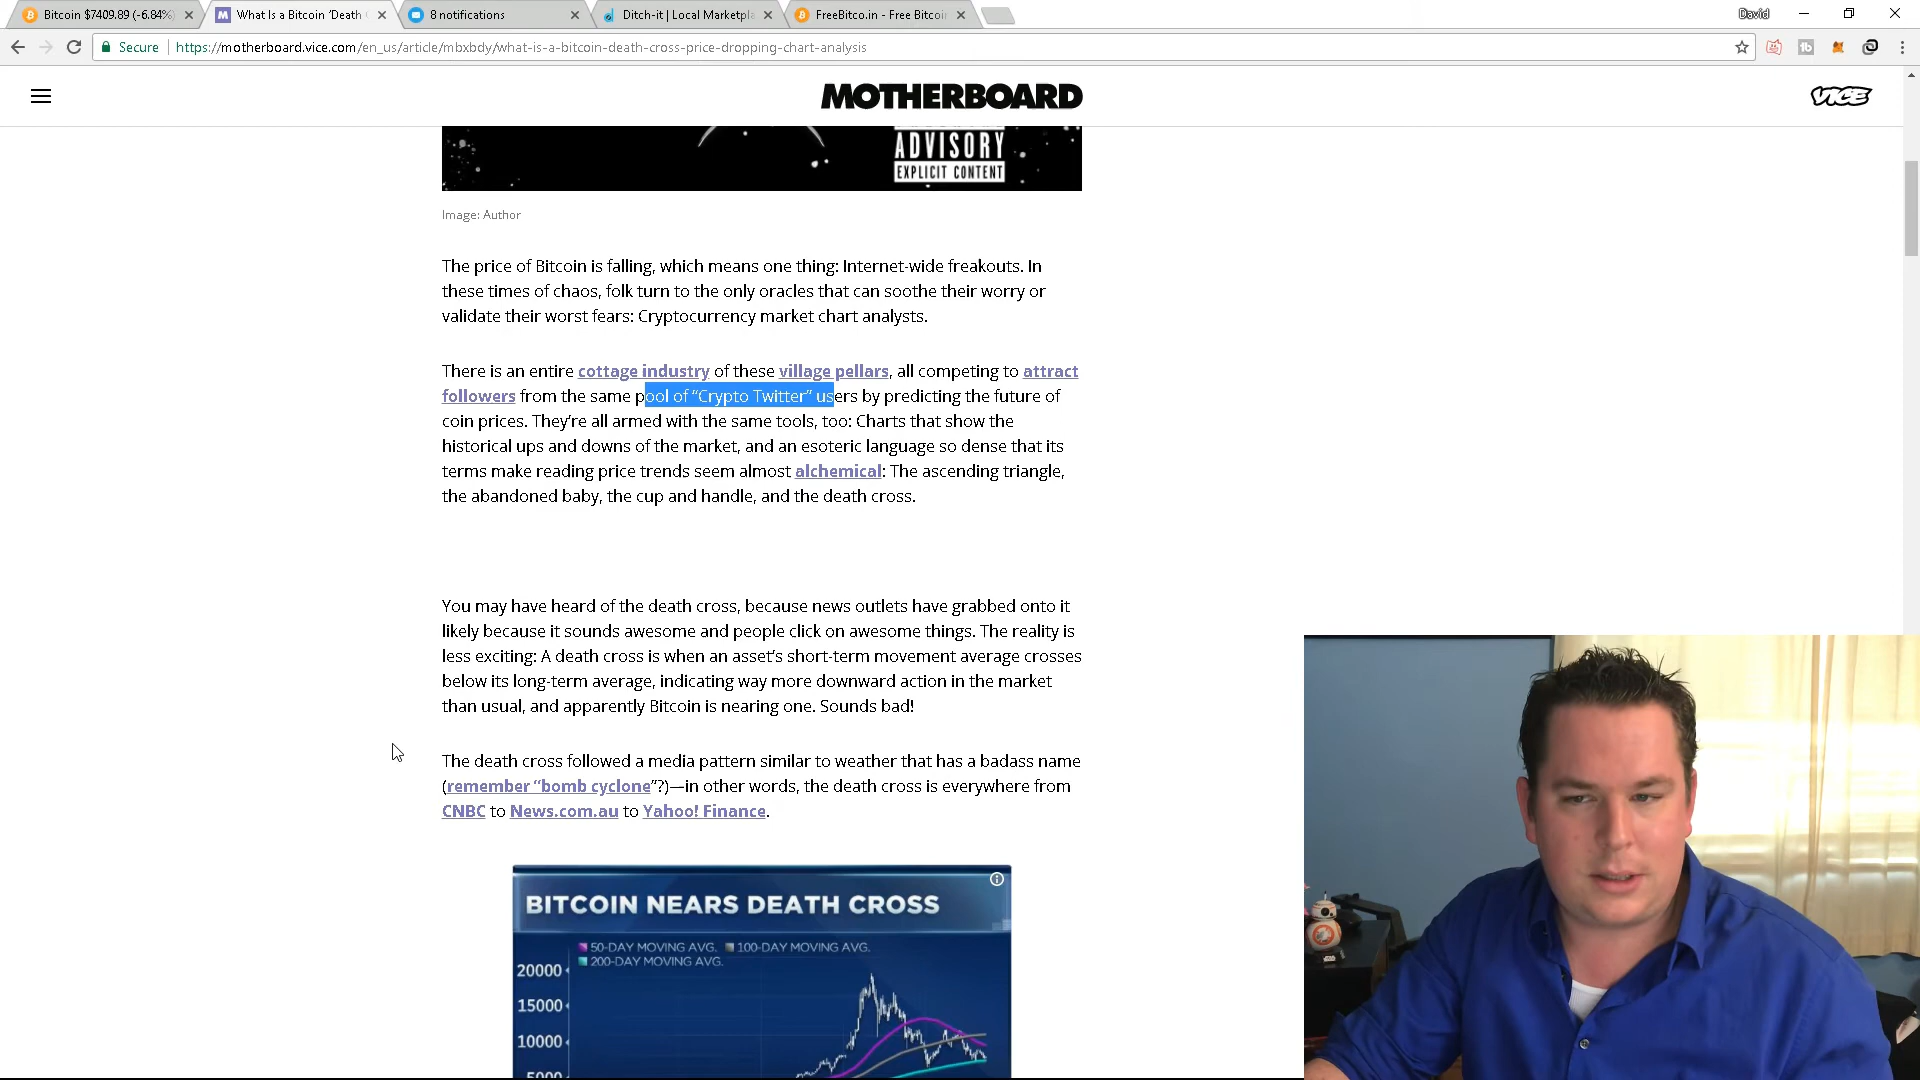 Bitcoin $7409.89 (-6.84%)
What Is a Bitcoin ‘Death
8 notifications
Ditch-it | Local Marketpla
FreeBitco.in - Free Bitcoin
David
Secure
https://motherboard.vice.com/en_us/article/mbxbdy/what-is-a-bitcoin-death-cross-price-dropping-chart-analysis
MOTHERBOARD
VICE
ADVISORY
EXPLICIT CONTENT
Image: Author
The price of Bitcoin is falling, which means one thing: Internet-wide freakouts. In
these times of chaos, folk turn to the only oracles that can soothe their worry or
validate their worst fears: Cryptocurrency market chart analysts.
There is an entire cottage industry of these village pellars, all competing to attract
followers from the same pool of “Crypto Twitter” users by predicting the future of
coin prices. They’re all armed with the same tools, too: Charts that show the
historical ups and downs of the market, and an esoteric language so dense that its
terms make reading price trends seem almost alchemical: The ascending triangle,
the abandoned baby, the cup and handle, and the death cross.
You may have heard of the death cross, because news outlets have grabbed onto it
likely because it sounds awesome and people click on awesome things. The reality is
less exciting: A death cross is when an asset’s short-term movement average crosses
below its long-term average, indicating way more downward action in the market
than usual, and apparently Bitcoin is nearing one. Sounds bad!
The death cross followed a media pattern similar to weather that has a badass name
(remember “bomb cyclone”?)—in other words, the death cross is everywhere from
CNBC to News.com.au to Yahoo! Finance.
BITCOIN NEARS DEATH CROSS
50-DAY MOVING AVG. 100-DAY MOVING AVG.
200-DAY MOVING AVG.
20000
15000
10000
5000